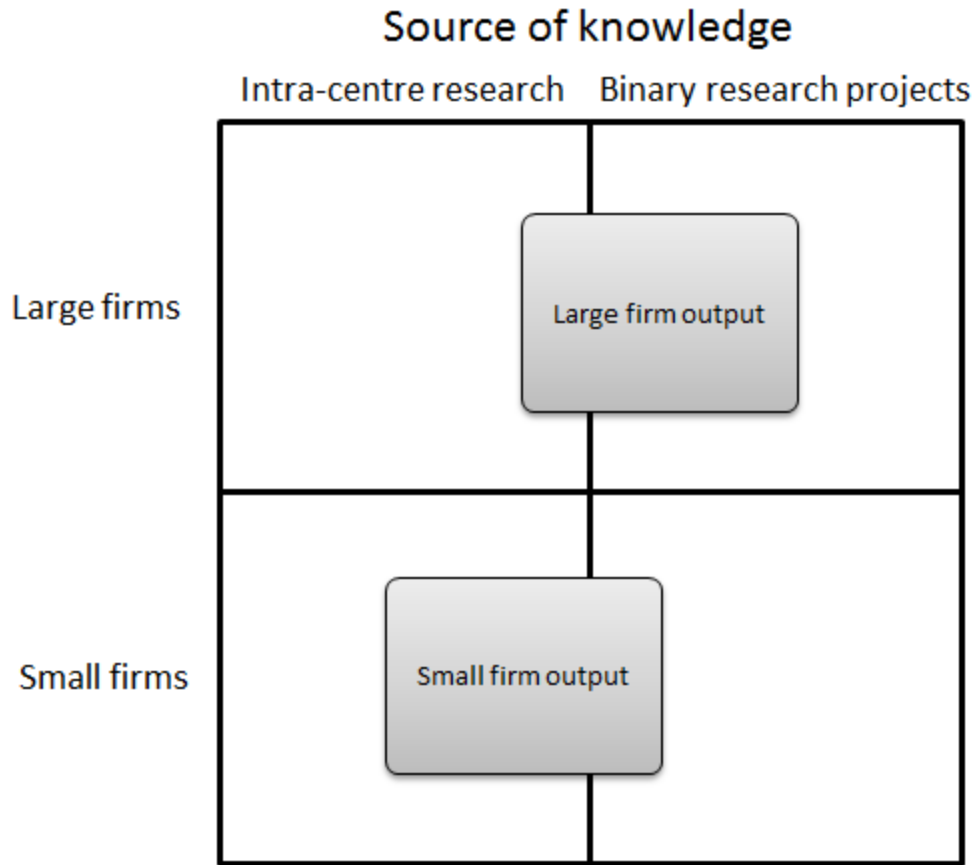 Source of knowledge
Intra-centre research
Binary research projects
Large firms
Large firm output
Small firms
Small firm output